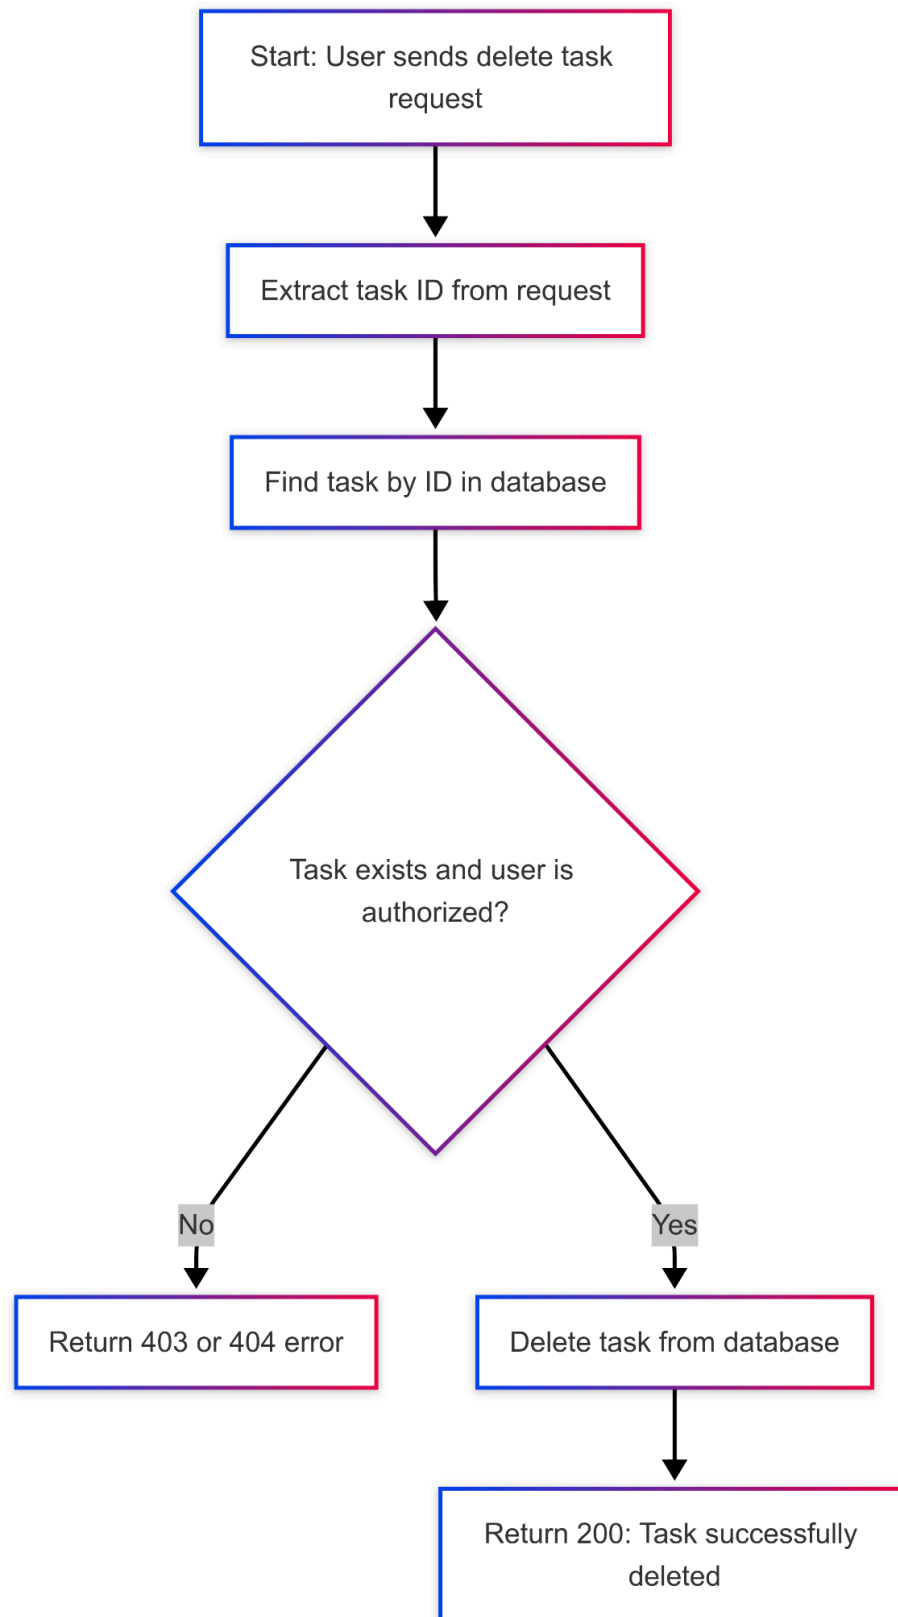 Start: User sends delete task
request
Extract task ID from request
Find task by ID in database
Task exists and user is
authorized?
No
Yes
Return 403 or 404 error
Delete task from database
Return 200: Task successfully
deleted